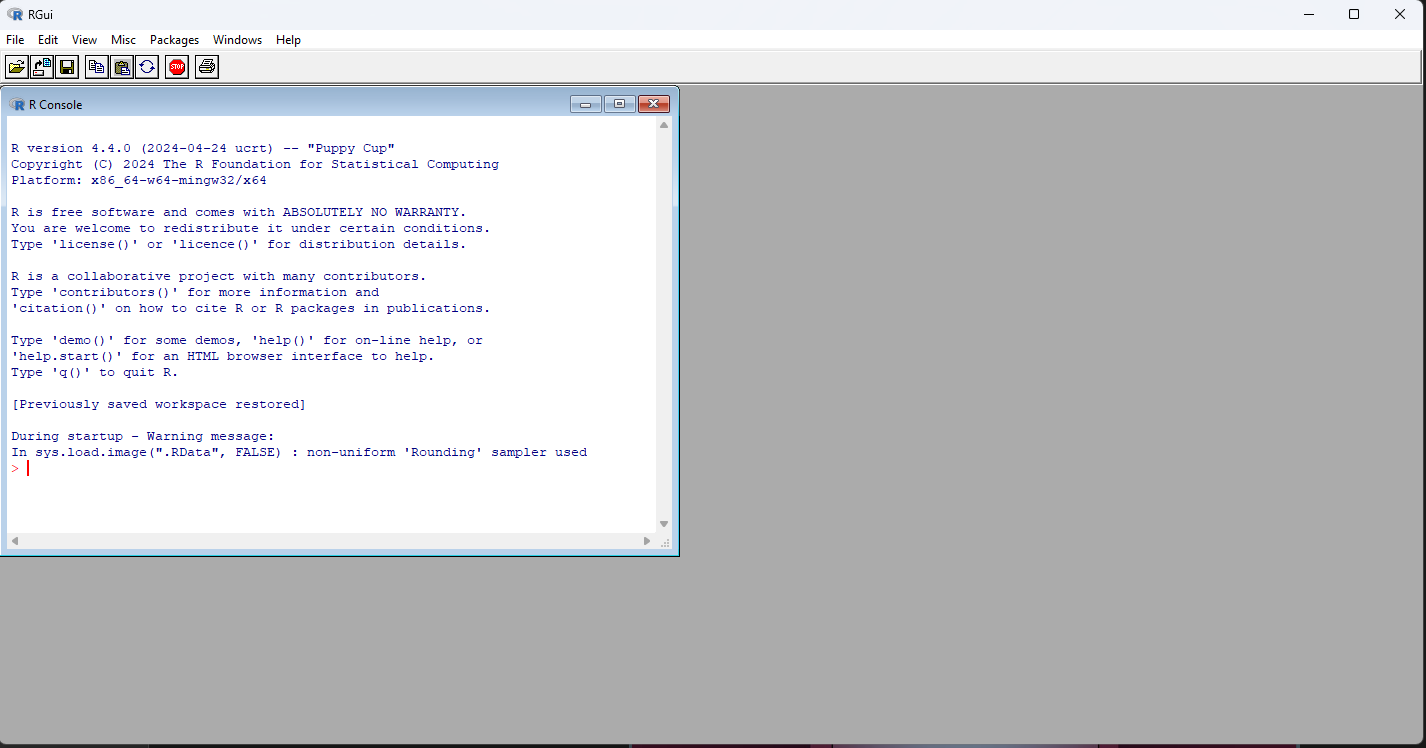 RGui
File Edit View Misc Packages Windows Help
STOP
R Console
R version 4.4.0 (2024-04-24 ucrt) -- "Puppy Cup"
Copyright (C) 2024 The R Foundation for Statistical Computing
Platform: x86_64-w64-mingw32/x64
R is free software and comes with ABSOLUTELY NO WARRANTY.
You are welcome to redistribute it under certain conditions.
Type 'license()' or 'licence()' for distribution details.
R is a collaborative project with many contributors.
Type 'contributors()' for more information and
'citation()' on how to cite R or R packages in publications.
Type 'demo()' for some demos, 'help()' for on-line help, or
'help.start()' for an HTML browser interface to help.
Type 'q()' to quit R.
[Previously saved workspace restored]
During startup - Warning message:
In sys.load.image(".RData", FALSE) : non-uniform 'Rounding' sampler used
>